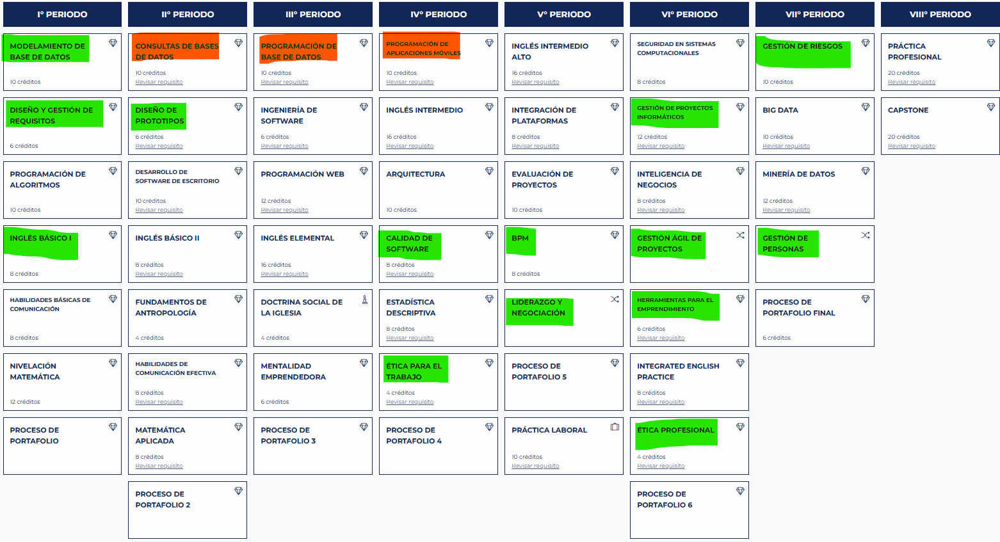 I° PERIODO
MODELAMIENTO DE
BASE DE DATOS
10 créditos
DISEÑO Y GESTIÓN DE
REQUISITOS
6 créditos
PROGRAMACIÓN DE
ALGORITMOS
10 créditos
INGLÉS BÁSICO I
8 créditos
HABILIDADES BÁSICAS DE
COMUNICACIÓN
8 créditos
NIVELACIÓN
MATEMÁTICA
12 créditos
PROCESO DE
PORTAFOLIO
II° PERIODO
CONSULTAS DE BASES
DE DATOS
10 créditos
Revisar requisito
DISEÑO DE
PROTOTIPOS
6 créditos
Revisar requisito
DESARROLLO DE
SOFTWARE DE ESCRITORIO
10 créditos
Revisar requisito
INGLÉS BÁSICO II
8 créditos
Revisar requisito
FUNDAMENTOS DE
ANTROPOLOGÍA
4 créditos
HABILIDADES DE
COMUNICACIÓN EFECTIVA
8 créditos
Revisar requisito
MATEMÁTICA
APLICADA
8 créditos
Revisar requisito
PROCESO DE
PORTAFOLIO 2
III° PERIODO
PROGRAMACIÓN DE
BASE DE DATOS
10 créditos
Revisar requisito
INGENIERÍA DE
SOFTWARE
6 créditos
Revisar requisito
PROGRAMACIÓN WEB
12 créditos
Revisar requisito
INGLÉS ELEMENTAL
16 créditos
Revisar requisito
DOCTRINA SOCIAL DE
LA IGLESIA
4 créditos
MENTALIDAD
EMPRENDEDORA
6 créditos
PROCESO DE
PORTAFOLIO 3
IV° PERIODO
PROGRAMACIÓN DE
APLICACIONES MÓVILES
10 créditos
Revisar requisito
INGLÉS INTERMEDIO
16 créditos
Revisar requisito
ARQUITECTURA
10 créditos
CALIDAD DE
SOFTWARE
8 créditos
Revisar requisito
ESTADÍSTICA
DESCRIPTIVA
8 créditos
Revisar requisito
ÉTICA PARA EL
TRABAJO
4 créditos
Revisar requisito
PROCESO DE
PORTAFOLIO 4
V° PERIODO
INGLÉS INTERMEDIO
ALTO
16 créditos
Revisar requisito
INTEGRACIÓN DE
PLATAFORMAS
8 créditos
Revisar requisito
EVALUACIÓN DE
PROYECTOS
10 créditos
BPM
8 créditos
LIDERAZGO Y
NEGOCIACIÓN
PROCESO DE
PORTAFOLIO 5
PRÁCTICA LABORAL
10 créditos
Revisar requisito
VI° PERIODO
SEGURIDAD EN SISTEMAS
COMPUTACIONALES
8 créditos
GESTIÓN DE PROYECTOS
INFORMÁTICOS
12 créditos
Revisar requisito
INTELIGENCIA DE
NEGOCIOS
8 créditos
Revisar requisito
GESTIÓN ÁGIL DE
PROYECTOS
HERRAMIENTAS PARA EL
EMPRENDIMIENTO
6 créditos
Revisar requisito
INTEGRATED ENGLISH
PRACTICE
8 créditos
Revisar requisito
ÉTICA PROFESIONAL
4 créditos
Revisar requisito
PROCESO DE
PORTAFOLIO 6
VII° PERIODO
GESTIÓN DE RIESGOS
10 créditos
BIG DATA
10 créditos
Revisar requisito
MINERÍA DE DATOS
12 créditos
Revisar requisito
GESTIÓN DE
PERSONAS
PROCESO DE
PORTAFOLIO FINAL
6 créditos
VIII° PERIODO
PRÁCTICA
PROFESIONAL
20 créditos
Revisar requisito
CAPSTONE
20 créditos
Revisar requisito